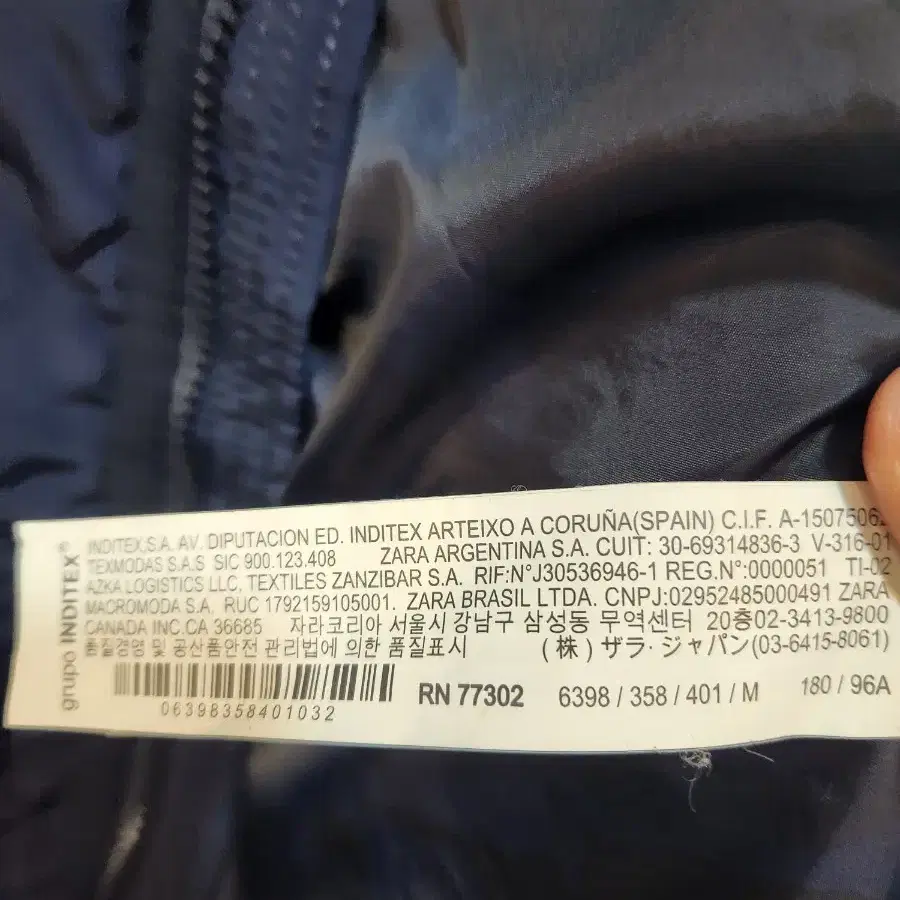 grupo INDITEX®
INDITEX,S.A. AV. DIPUTACION ED. INDITEX ARTEIXO A CORUÑA(SPAIN) C.I.F. A-1507506
TEXMODAS S.A.S SIC 900.123.408 ZARA ARGENTINA S.A. CUIT: 30-69314836-3 V-316-01
AZKA LOGISTICS LLC, TEXTILES ZANZIBAR S.A. RIF:N°J30536946-1 REG.N°:0000051 TI-02
MACROMODA S.A. RUC 1792159105001. ZARA BRASIL LTDA. CNPJ:02952485000491 ZARA
CANADA INC.CA 36685 자라코리아 서울시 강남구 삼성동 무역센터 20층02-3413-9800
품질경영 및 공산품안전 관리법에 의한 품질표시 (株) ザラ・ジャパン(03-6415-8061)
06398358401032 RN 77302 6398 / 358 / 401 / M 180 / 96A